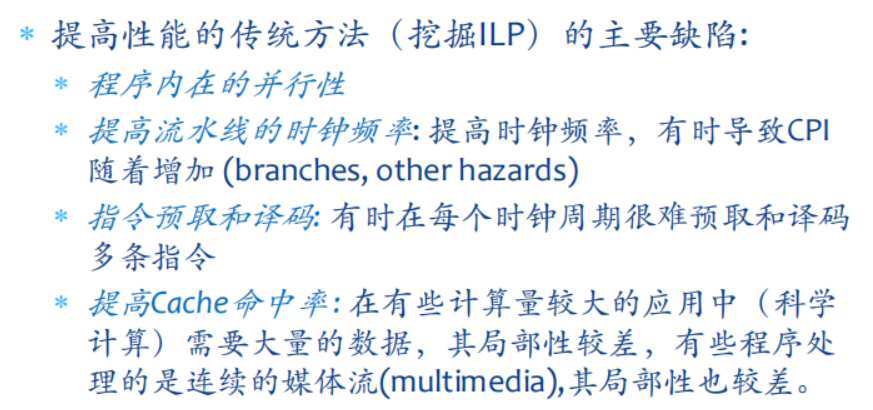 * 提高性能的传统方法（挖掘ILP）的主要缺陷:
* 程序内在的并行性
* 提高流水线的时钟频率: 提高时钟频率，有时导致CPI
随着增加 (branches, other hazards)
* 指令预取和译码: 有时在每个时钟周期很难预取和译码
多条指令
* 提高Cache命中率: 在有些计算量较大的应用中（科学
计算）需要大量的数据，其局部性较差，有些程序处
理的是连续的媒体流(multimedia),其局部性也较差。